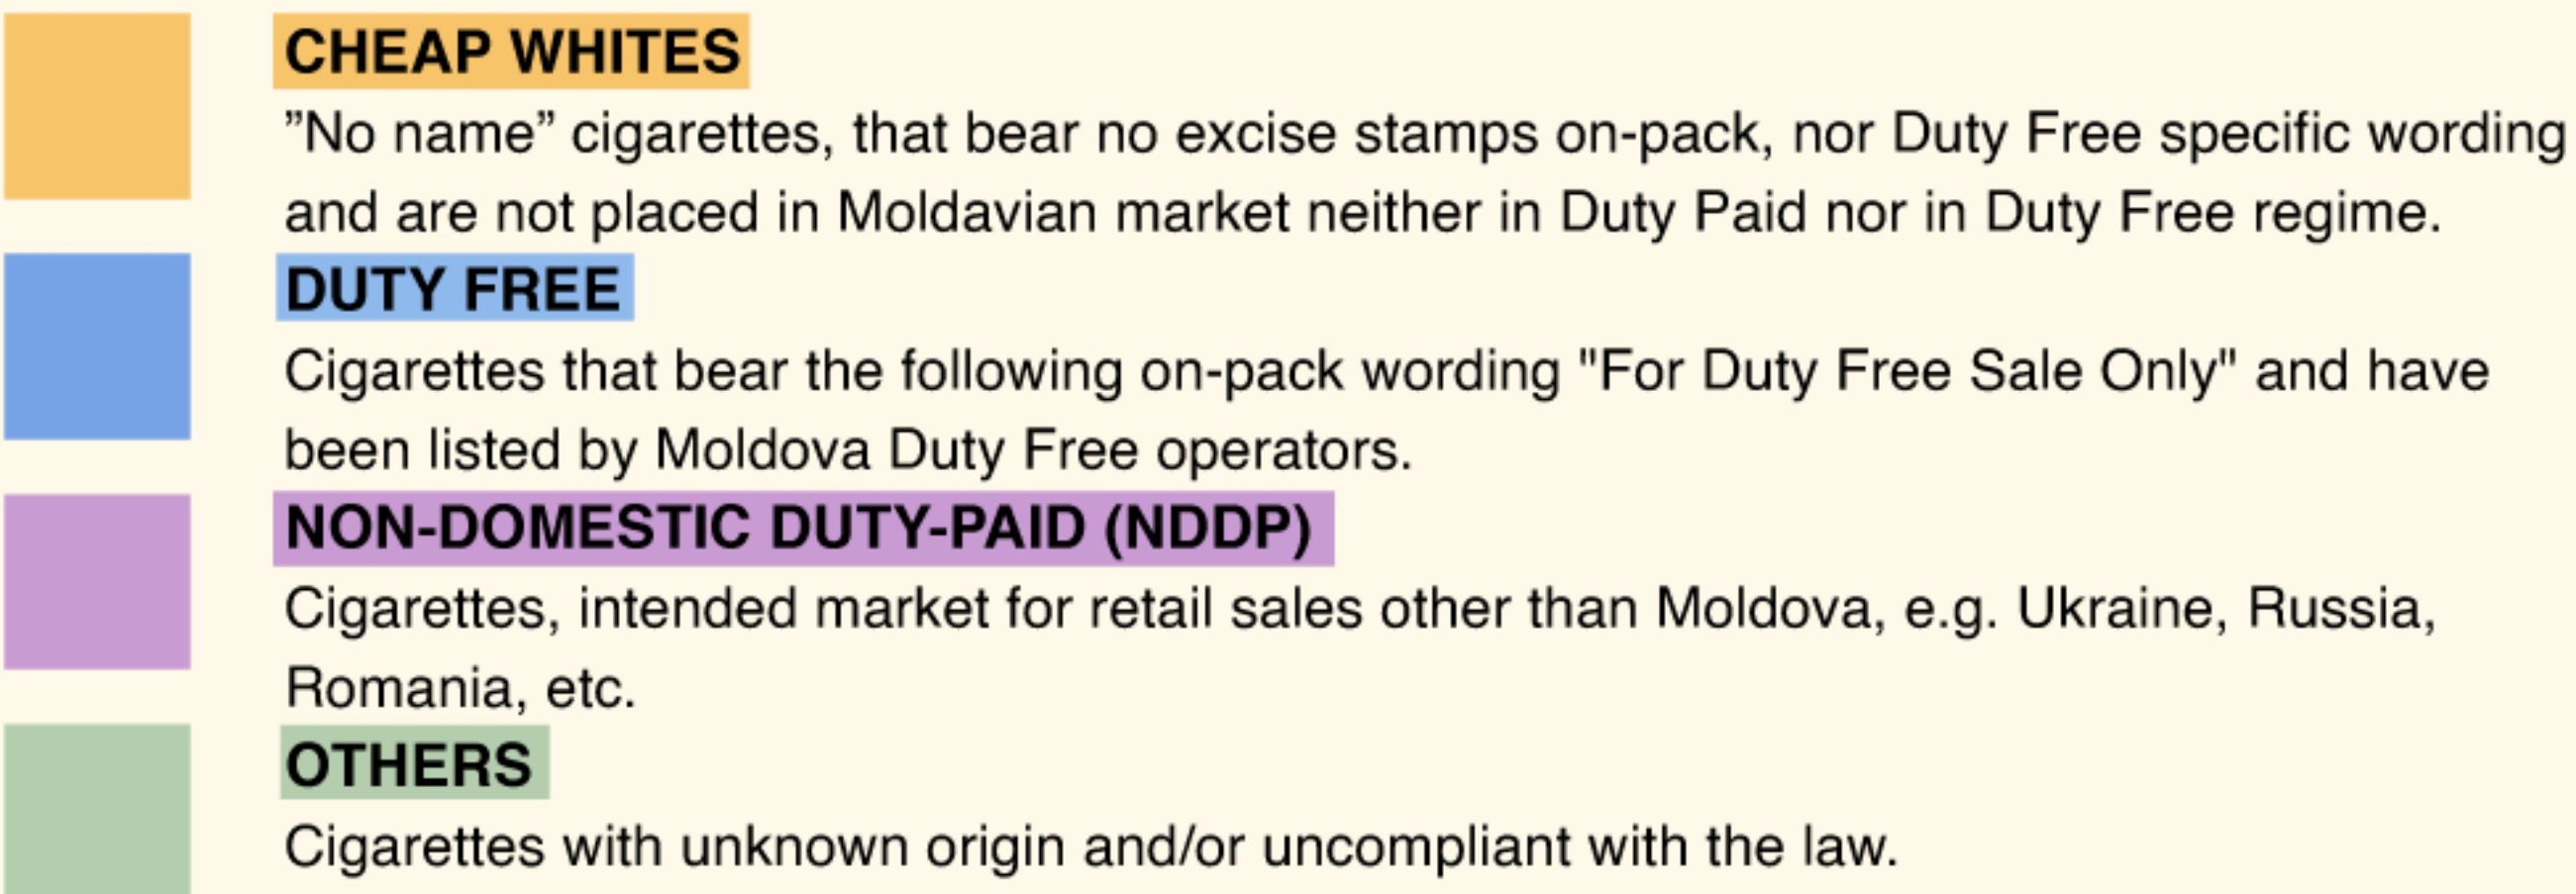 CHEAP WHITES
”No name” cigarettes, that bear no excise stamps on-pack, nor Duty Free specific wording
and are not placed in Moldavian market neither in Duty Paid nor in Duty Free regime.
DUTY FREE
Cigarettes that bear the following on-pack wording "For Duty Free Sale Only" and have
been listed by Moldova Duty Free operators.
NON-DOMESTIC DUTY-PAID (NDDP)
Cigarettes, intended market for retail sales other than Moldova, e.g. Ukraine, Russia,
Romania, etc.
OTHERS
Cigarettes with unknown origin and/or uncompliant with the law.